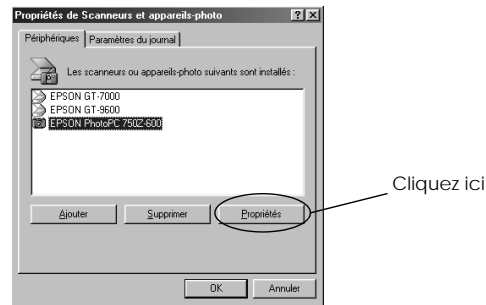 Propriétés de Scanneurs et appareils-photo
Périphériques Paramètres du journal
Les scanneurs ou appareils-photo suivants sont installés :
EPSON GT-7000
EPSON GT-9600
EPSON PhotoPC 750Z-600
Cliquez ici
Ajouter Supprimer Propriétés
OK Annuler